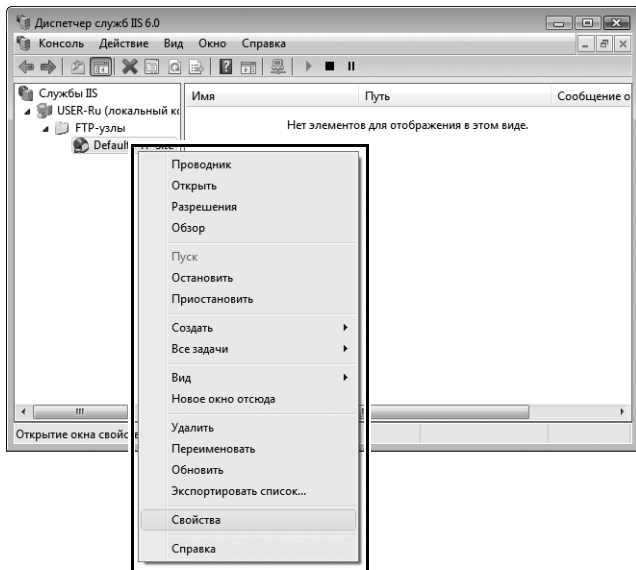 Диспетчер служб IIS 6.0
Консоль Действие Вид Окно Справка
Службы IIS
Имя Путь Сообщение о
USER-Ru (локальный кс
FTP-узлы
Нет элементов для отображения в этом виде.
Default
Проводник
Открыть
Разрешения
Обзор
Пуск
Остановить
Приостановить
Создать
Все задачи
Вид
Новое окно отсюда
Удалить
Открытие окна свойс
Переименовать
Обновить
Экспортировать список...
Свойства
Справка